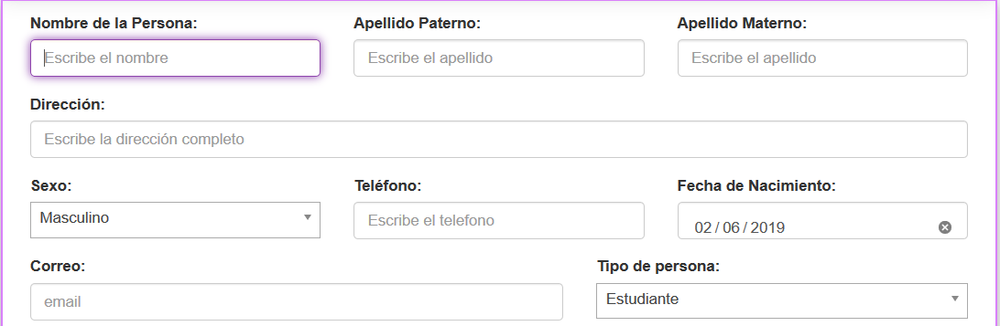 Nombre de la Persona: Apellido Paterno: Apellido Materno:
Escribe el nombre Escribe el apellido Escribe el apellido
Dirección:
Escribe la dirección completo
Sexo: Teléfono: Fecha de Nacimiento:
Masculino Escribe el telefono 02 / 06 / 2019
Correo: Tipo de persona:
email Estudiante